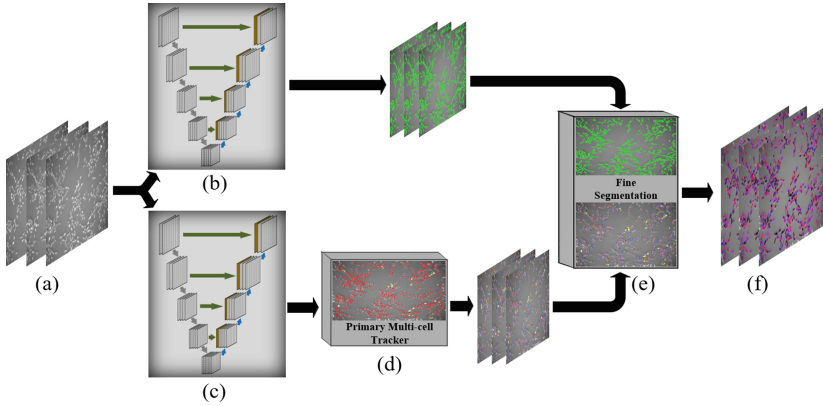 (b)
Fine
Segmentation
(a)
(e)
(f)
Primary Multi-cell
Tracker
(d)
(c)